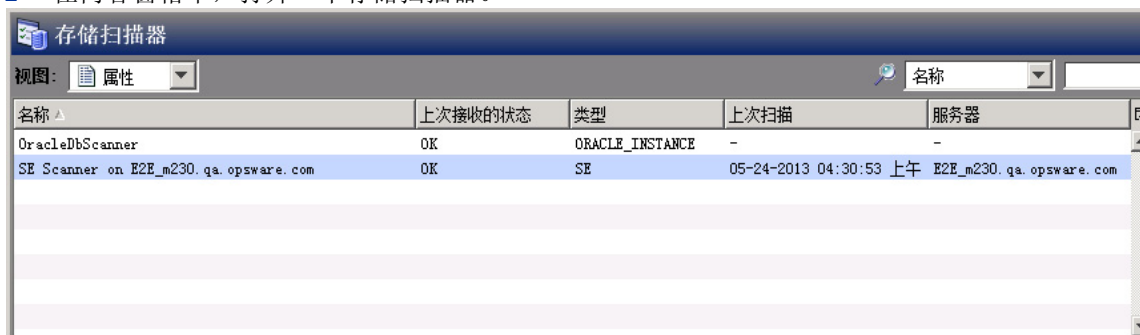 存储扫描器
视图: 属性 名称
名称 上次接收的状态 类型 上次扫描 服务器
OracleDbScanner OK ORACLE_INSTANCE - -
SE Scanner on E2E_m230.qa.opsware.com OK SE 05-24-2013 04:30:53 上午 E2E_m230.qa.opsware.com